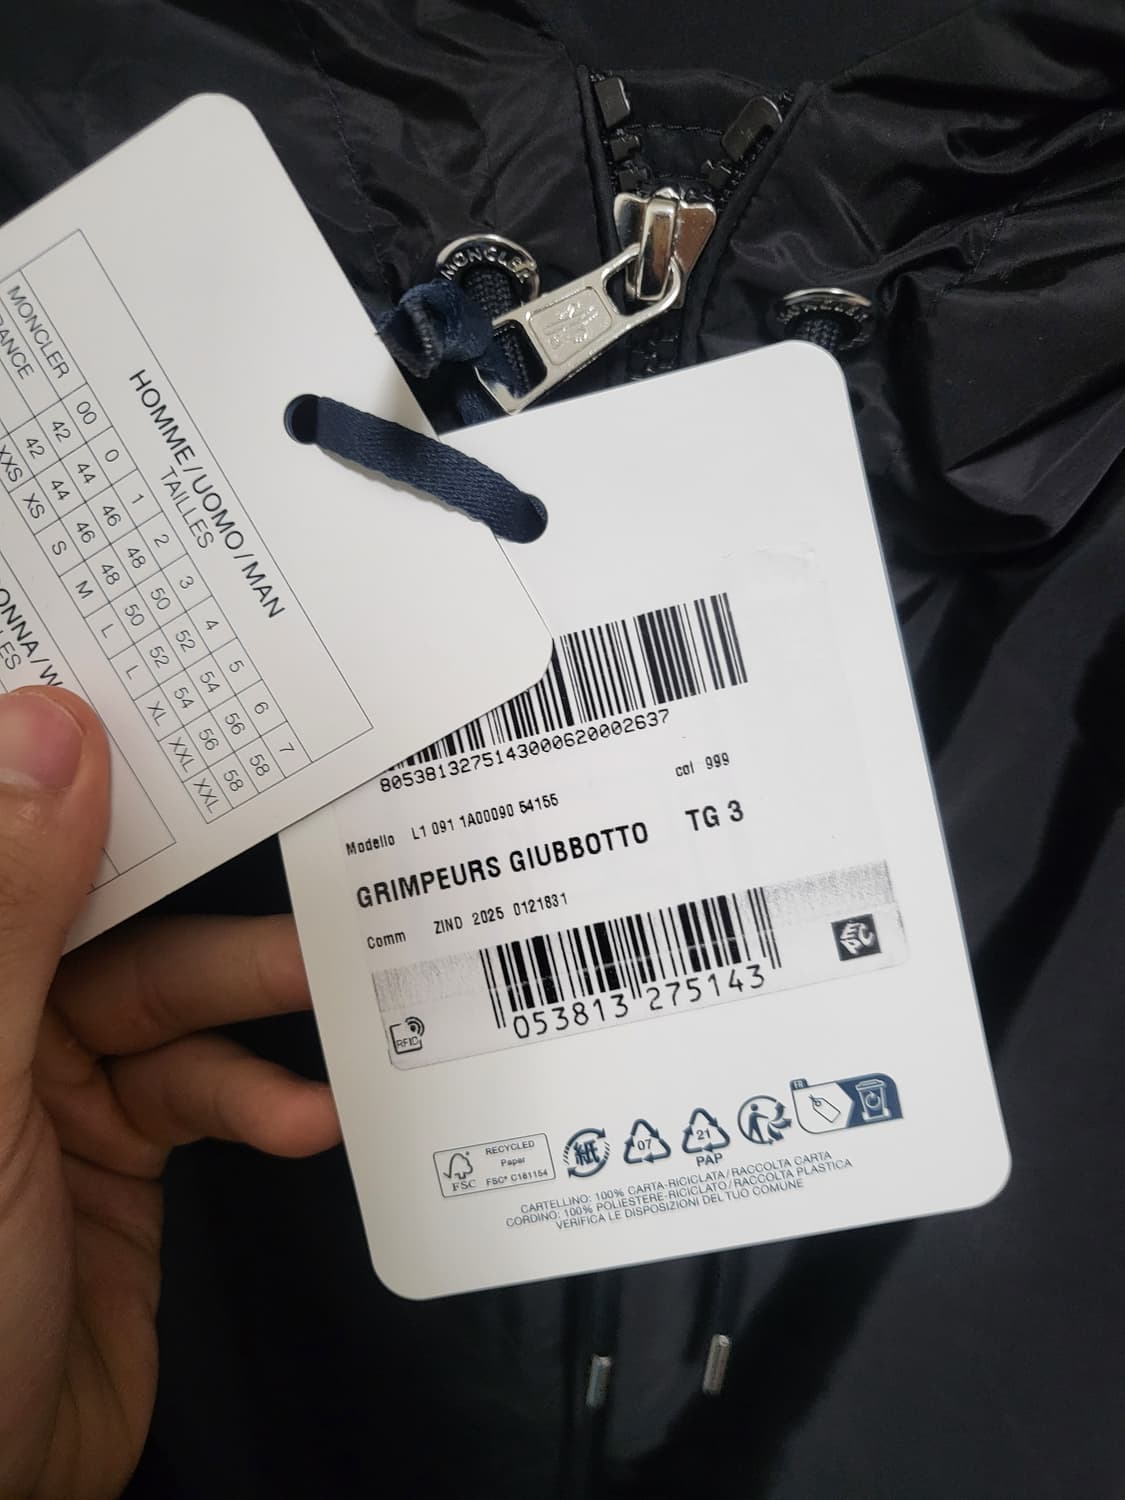 MONCLER
HOMME/UOMO/MAN
TAILLES
MONCLER 00 0 1 2 3 4 5 6 7
42 44 46 48 50 52 54 56 58
42 44 46 48 50 52 54 56 58
XXS XS S M L L XL XXL XXL
8053813275143000620002637
col 999
Modello L1 091 1A00090 54155
GRIMPEURS GIUBBOTTO TG 3
Comm ZIND 2025 0121831
053813 275143
RFID
EPC
FR
RECYCLED
Paper
FSC® C161154
FSC
紙
07
21
PAP
CARTELLINO: 100% CARTA-RICICLATA/RACCOLTA CARTA
CORDINO: 100% POLIESTERE-RICICLATO/RACCOLTA PLASTICA
VERIFICA LE DISPOSIZIONI DEL TUO COMUNE